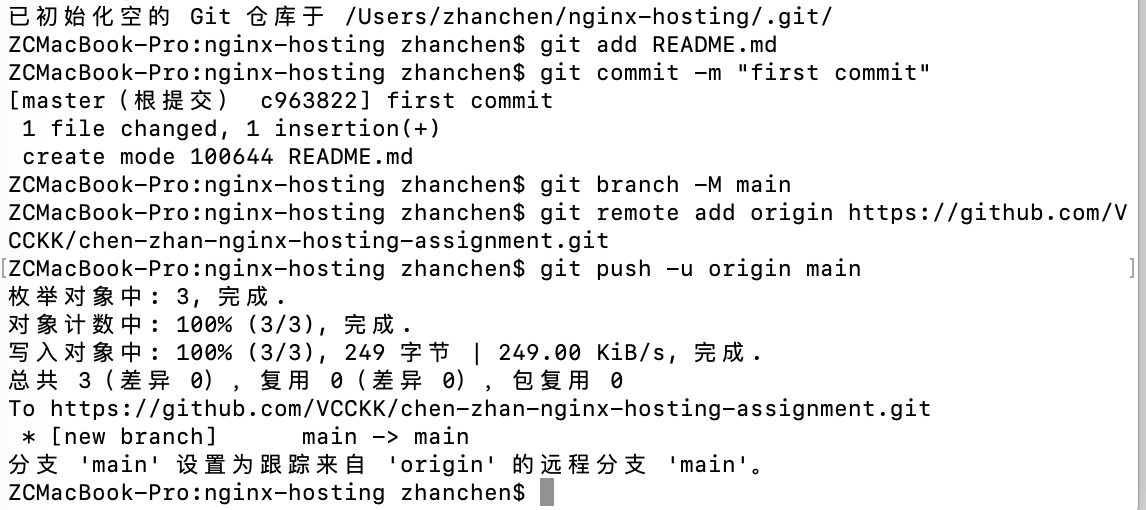 已初始化空的 Git 仓库于 /Users/zhanchen/nginx-hosting/.git/
ZCMacBook-Pro:nginx-hosting zhanchen$ git add README.md
ZCMacBook-Pro:nginx-hosting zhanchen$ git commit -m "first commit"
[master（根提交） c963822] first commit
 1 file changed, 1 insertion(+)
 create mode 100644 README.md
ZCMacBook-Pro:nginx-hosting zhanchen$ git branch -M main
ZCMacBook-Pro:nginx-hosting zhanchen$ git remote add origin https://github.com/V
CCKK/chen-zhan-nginx-hosting-assignment.git
[ZCMacBook-Pro:nginx-hosting zhanchen$ git push -u origin main ]
枚举对象中: 3, 完成.
对象计数中: 100% (3/3), 完成.
写入对象中: 100% (3/3), 249 字节 | 249.00 KiB/s, 完成.
总共 3（差异 0），复用 0（差异 0），包复用 0
To https://github.com/VCCKK/chen-zhan-nginx-hosting-assignment.git
 * [new branch]      main -> main
分支 'main' 设置为跟踪来自 'origin' 的远程分支 'main'。
ZCMacBook-Pro:nginx-hosting zhanchen$